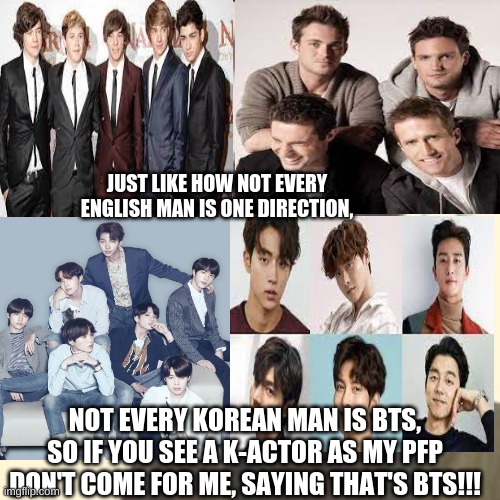 JUST LIKE HOW NOT EVERY
ENGLISH MAN IS ONE DIRECTION,
NOT EVERY KOREAN MAN IS BTS,
SO IF YOU SEE A K-ACTOR AS MY PFP
DON'T COME FOR ME, SAYING THAT'S BTS!!!
imgflip.com